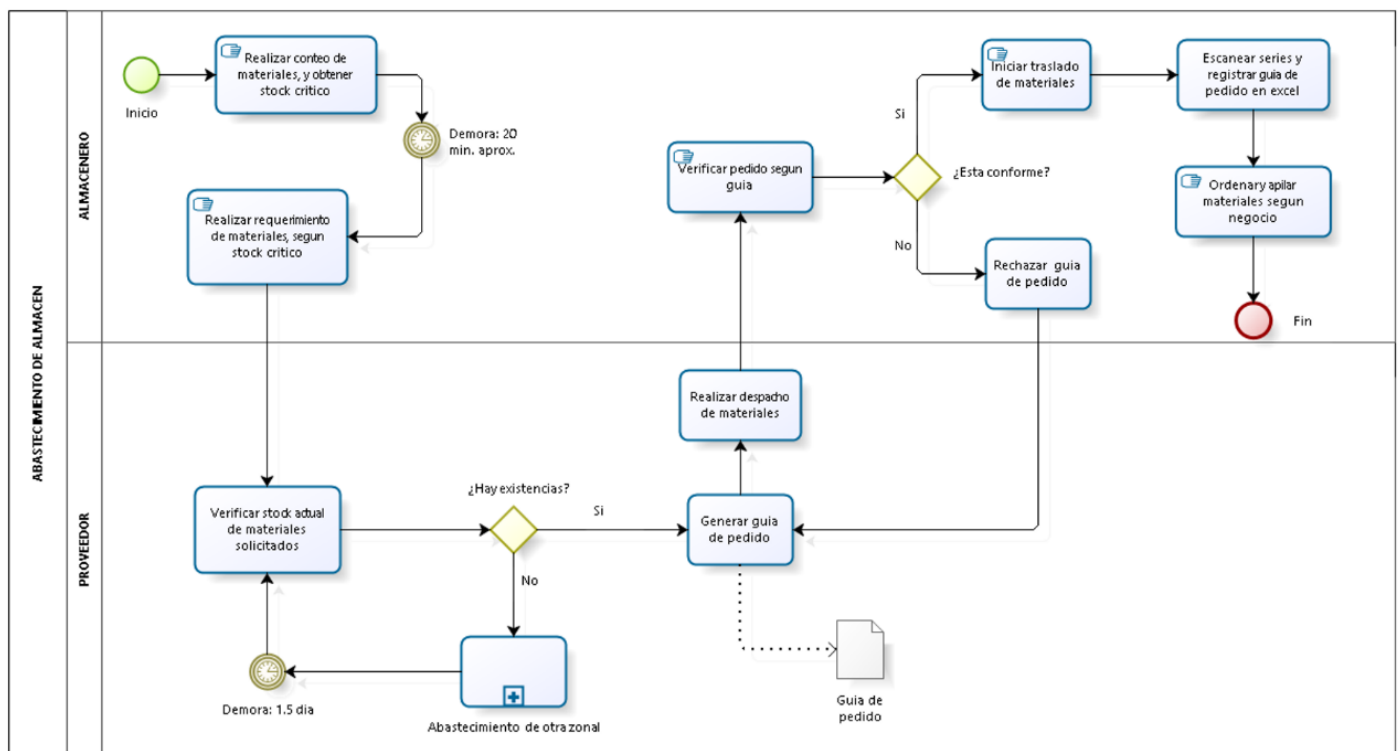 ABASTECIMIENTO DE ALMACEN
ALMACENERO
Inicio
Realizar conteo de
materiales, y obtener
stock critico
Demora: 20
min. aprox.
Realizar requerimiento
de materiales, segun
stock critico
Verificar pedido segun
guia
¿Esta conforme?
Si
No
Iniciar traslado
de materiales
Escanear series y
registrar guia de
pedido en excel
Ordenar y apilar
materiales segun
negocio
Rechazar guia
de pedido
Fin
PROVEEDOR
Verificar stock actual
de materiales
solicitados
¿Hay existencias?
Si
No
Realizar despacho
de materiales
Generar guia
de pedido
Demora: 1.5 dia
Abastecimiento de otra zonal
Guia de
pedido